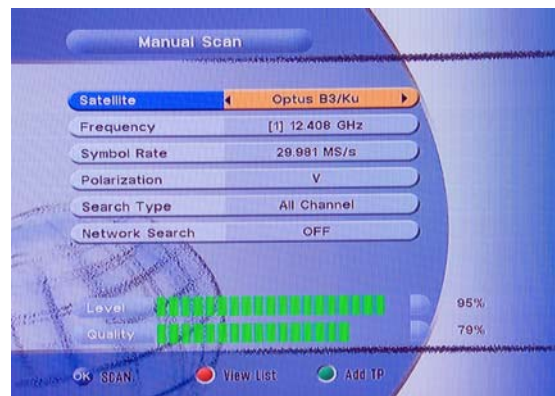 Manual Scan
Satellite Optus B3/Ku
Frequency [1] 12.408 GHz
Symbol Rate 29.981 MS/s
Polarization V
Search Type All Channel
Network Search OFF
Level 95%
Quality 79%
OK SCAN View List Add TP